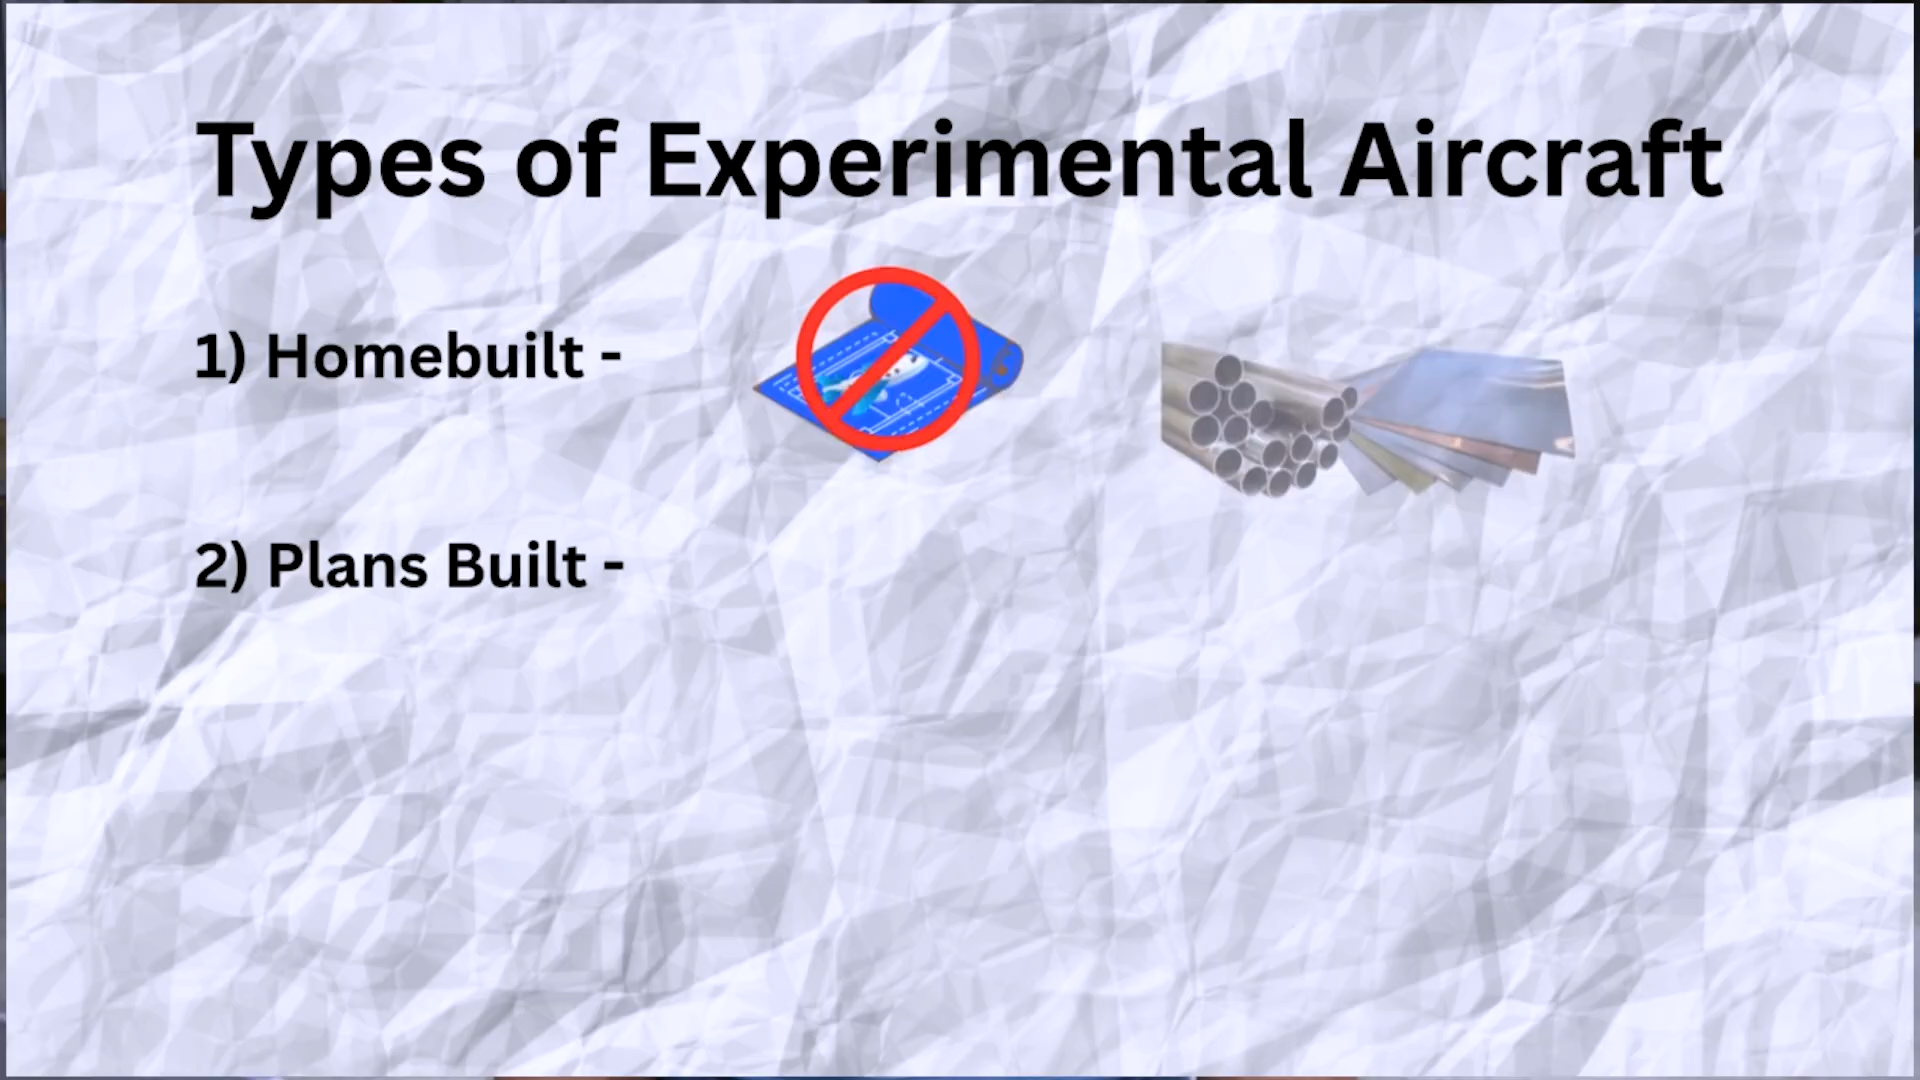 Types of Experimental Aircraft
1) Homebuilt -
2) Plans Built -